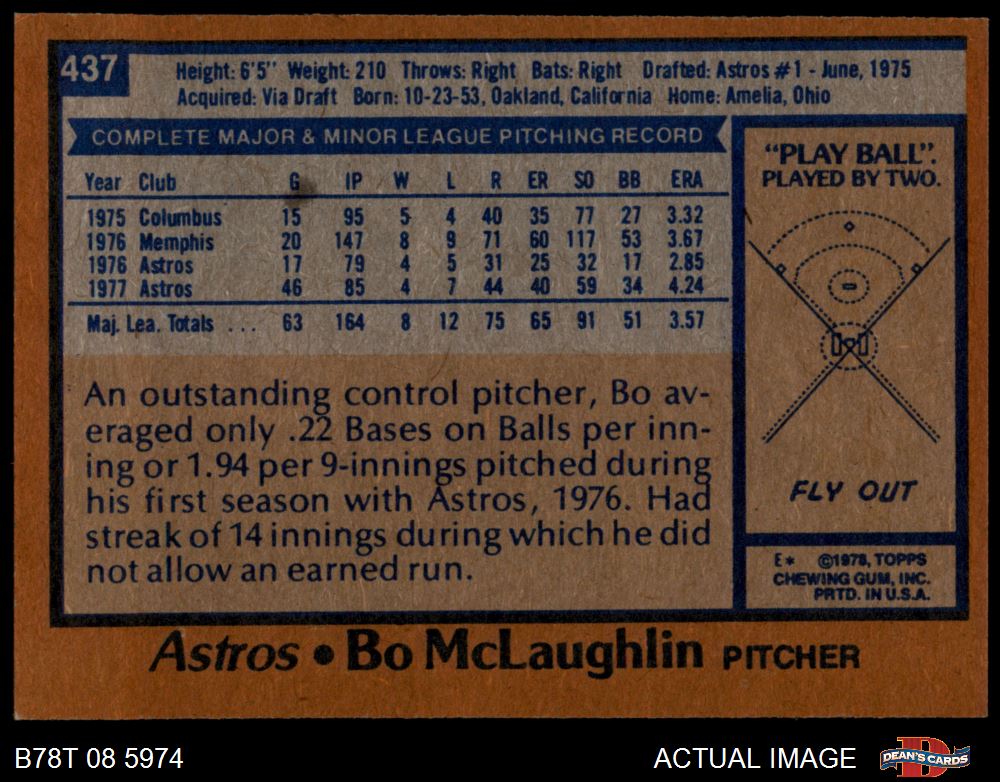 437
Height: 6'5" Weight: 210 Throws: Right Bats: Right Drafted: Astros #1 - June, 1975
Acquired: Via Draft Born: 10-23-53, Oakland, California Home: Amelia, Ohio
COMPLETE MAJOR & MINOR LEAGUE PITCHING RECORD
Year Club G IP W L R ER SO BB ERA
1975 Columbus 15 95 5 4 40 35 77 27 3.32
1976 Memphis 20 147 8 9 71 60 117 53 3.67
1976 Astros 17 79 4 5 31 25 32 17 2.85
1977 Astros 46 85 4 7 44 40 59 34 4.24
Maj. Lea. Totals . . . 63 164 8 12 75 65 91 51 3.57
An outstanding control pitcher, Bo av-
eraged only .22 Bases on Balls per inn-
ing or 1.94 per 9-innings pitched during
his first season with Astros, 1976. Had
streak of 14 innings during which he did
not allow an earned run.
"PLAY BALL".
PLAYED BY TWO.
FLY OUT
E* ©1978, TOPPS
CHEWING GUM, INC.
PRTD. IN U.S.A.
Astros • Bo McLaughlin PITCHER
B78T 08 5974
ACTUAL IMAGE
DEAN'S CARDS